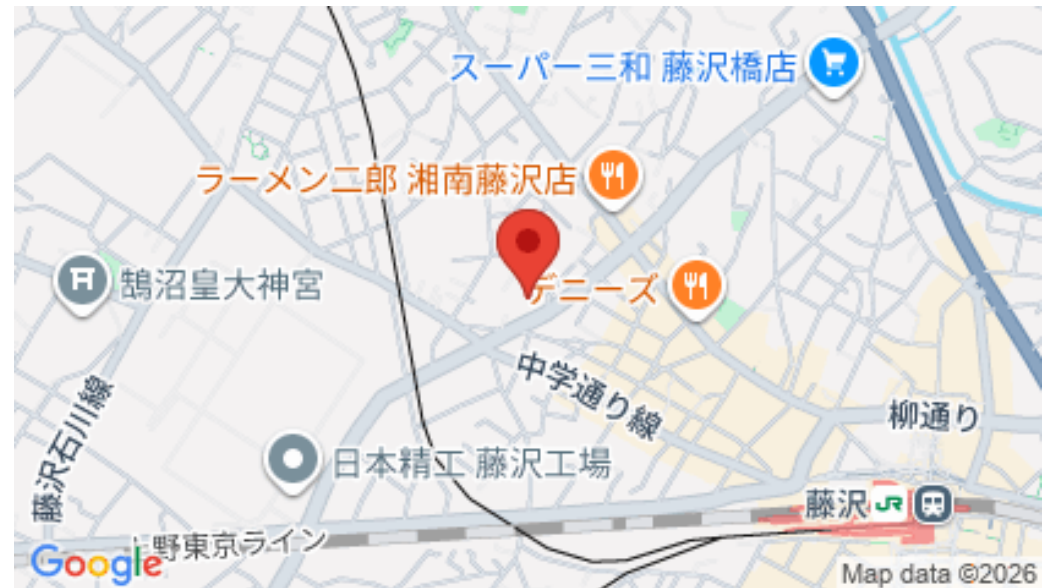 スーパー三和 藤沢橋店
ラーメン二郎 湘南藤沢店
鵠沼皇大神宮
デニーズ
中学通り線
藤沢石川線
柳通り
日本精工 藤沢工場
藤沢 JR
上野東京ライン
Google
Map data ©2026